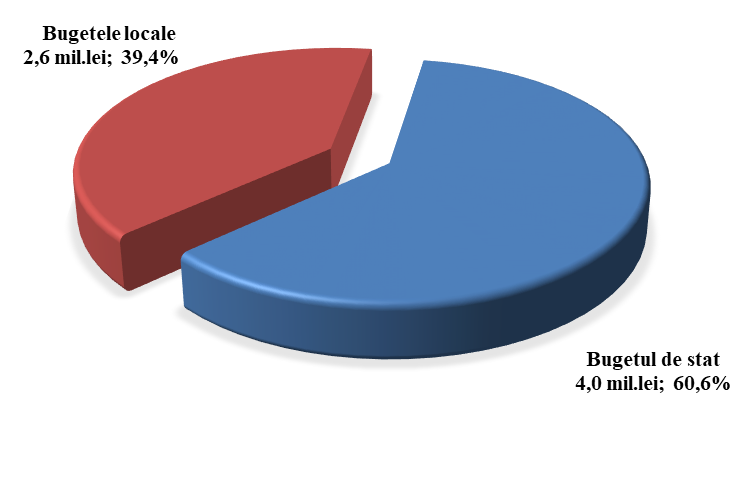 Bugetele locale
2,6 mil.lei;  39,4%
Bugetul de stat
4,0 mil.lei;  60,6%